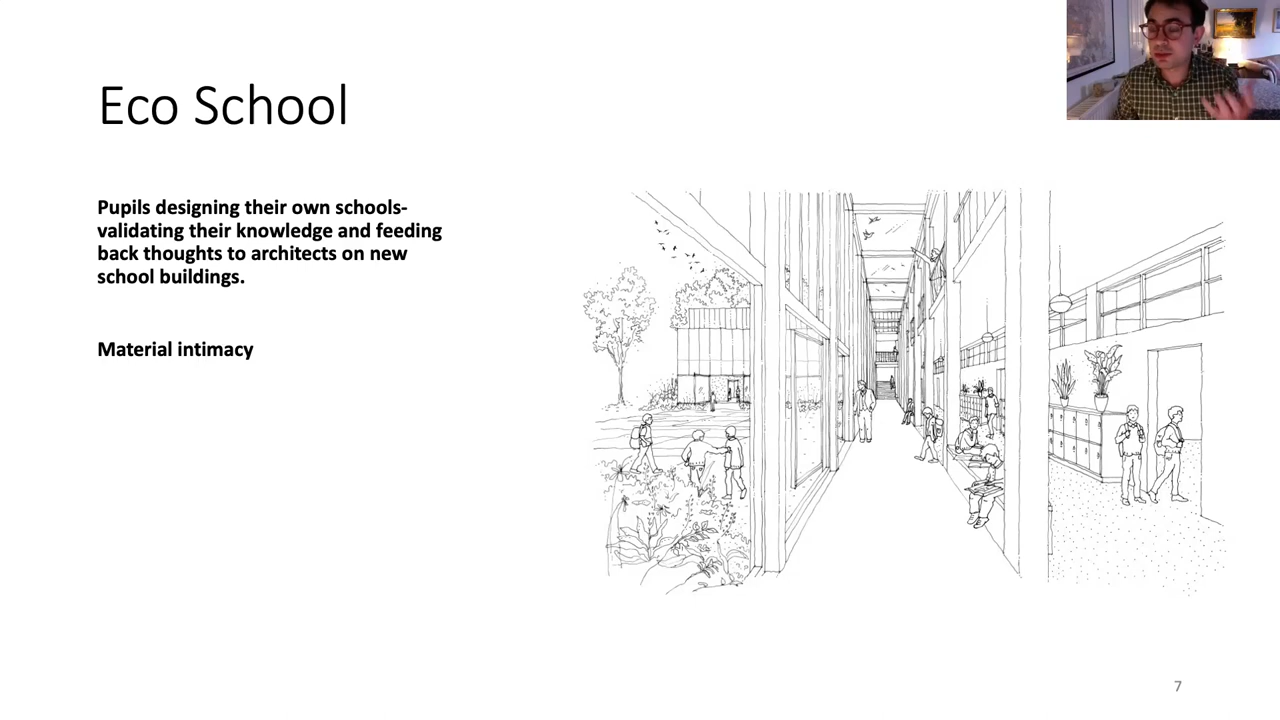 Eco School
Pupils designing their own schools-
validating their knowledge and feeding
back thoughts to architects on new
school buildings.
Material intimacy
7